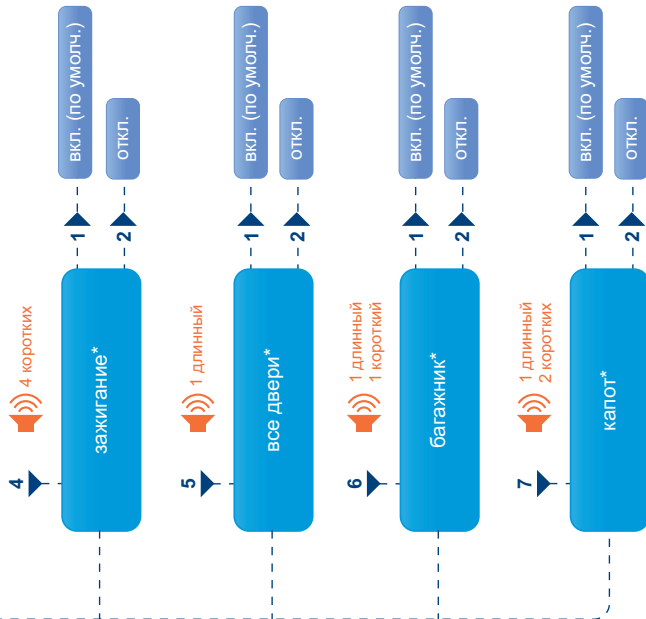 4
4 коротких
зажигание*
1
вкл. (по умолч.)
2
откл.
5
1 длинный
все двери*
1
вкл. (по умолч.)
2
откл.
6
1 длинный
1 короткий
багажник*
1
вкл. (по умолч.)
2
откл.
7
1 длинный
2 коротких
капот*
1
вкл. (по умолч.)
2
откл.